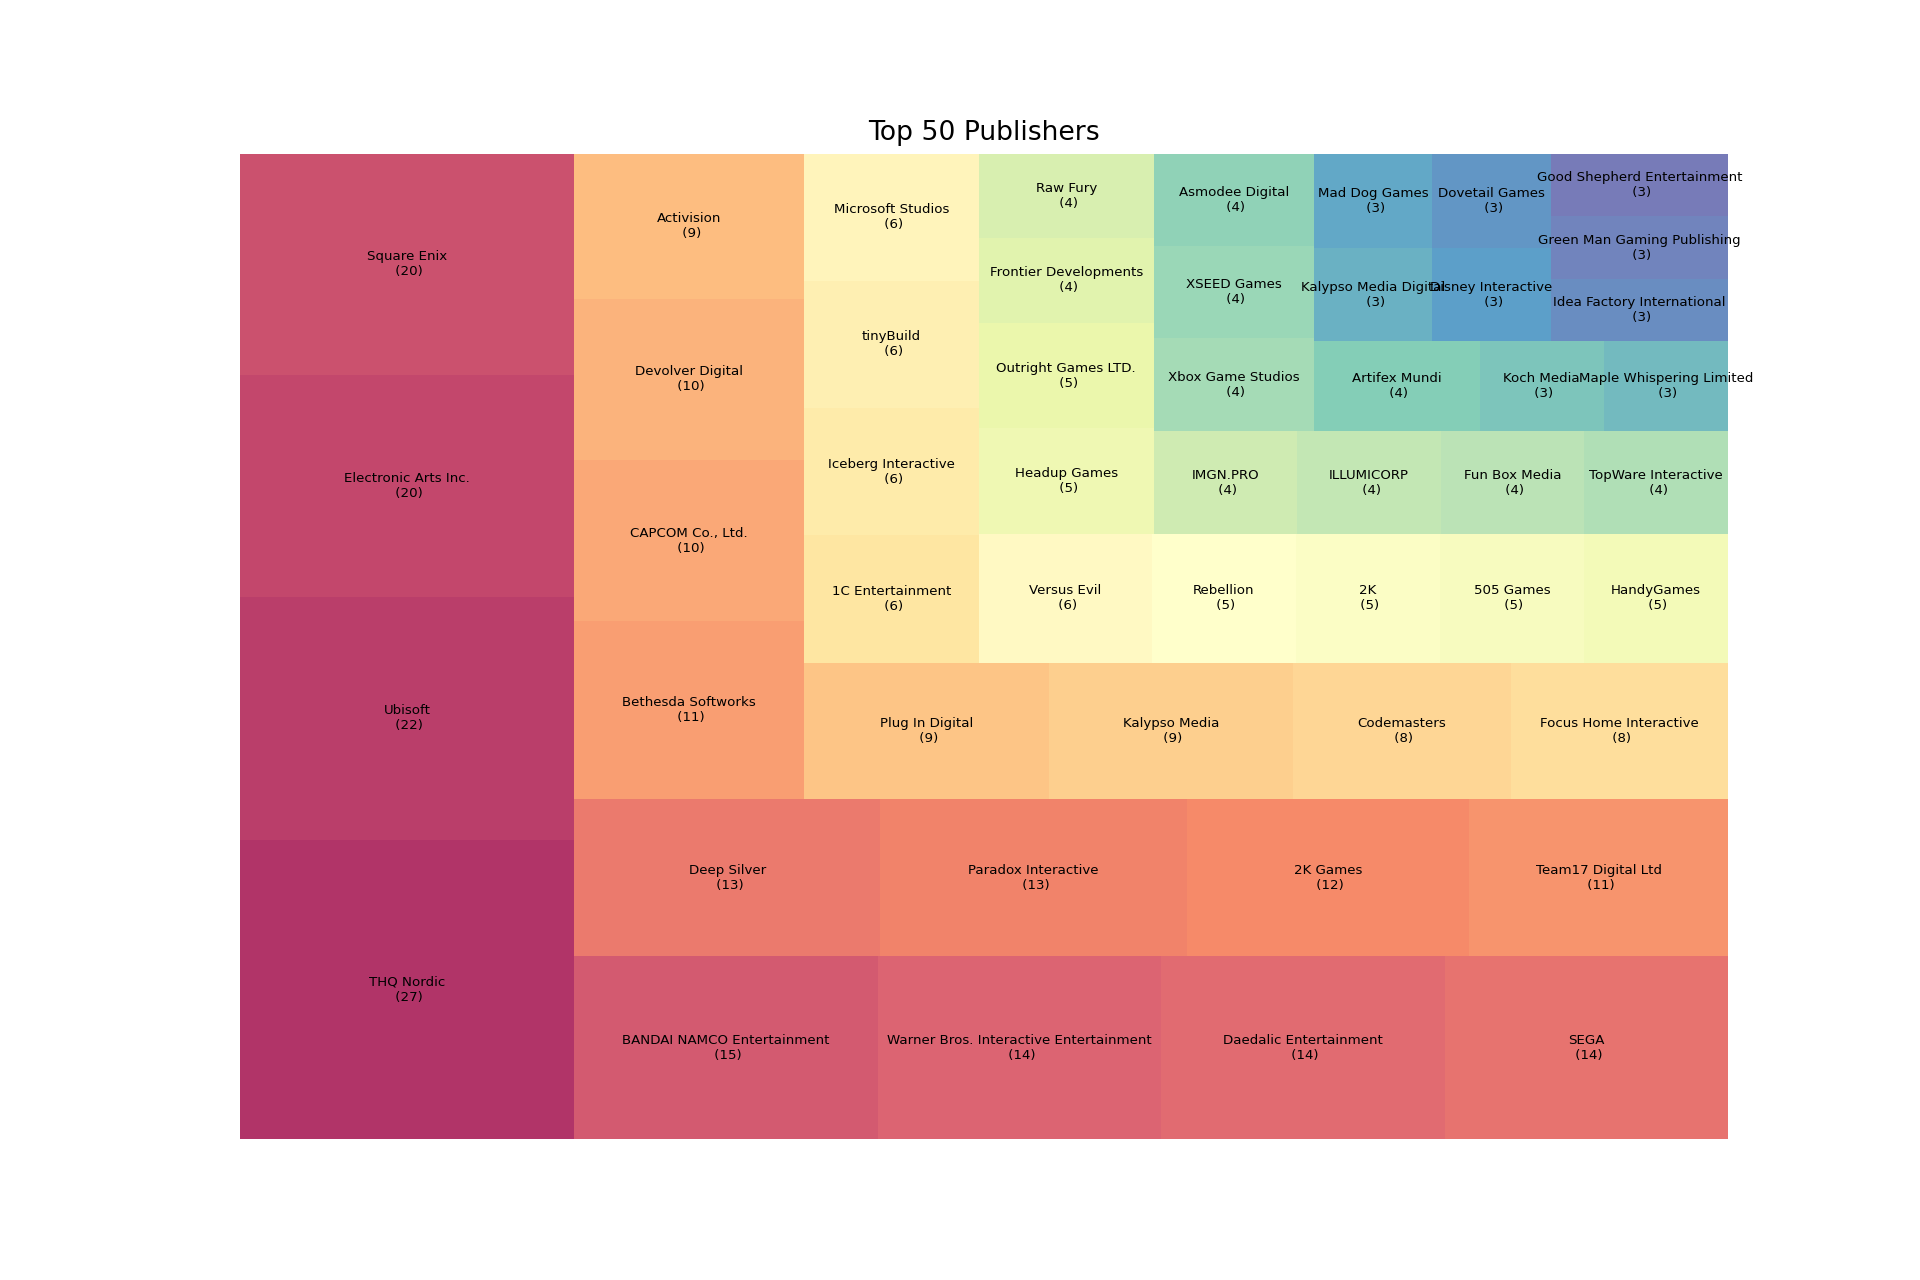 Top 50 Publishers
Square Enix
(20)
Electronic Arts Inc.
(20)
Ubisoft
(22)
THQ Nordic
(27)
Activision
(9)
Devolver Digital
(10)
CAPCOM Co., Ltd.
(10)
Bethesda Softworks
(11)
Microsoft Studios
(6)
tinyBuild
(6)
Iceberg Interactive
(6)
1C Entertainment
(6)
Raw Fury
(4)
Frontier Developments
(4)
Outright Games LTD.
(5)
Headup Games
(5)
Asmodee Digital
(4)
XSEED Games
(4)
Xbox Game Studios
(4)
Mad Dog Games
(3)
Dovetail Games
(3)
Kalypso Media Digital
(3)
Disney Interactive
(3)
Good Shepherd Entertainment
(3)
Green Man Gaming Publishing
(3)
Idea Factory International
(3)
Artifex Mundi
(4)
Koch Media
(3)
Maple Whispering Limited
(3)
IMGN.PRO
(4)
ILLUMICORP
(4)
Fun Box Media
(4)
TopWare Interactive
(4)
Versus Evil
(6)
Rebellion
(5)
2K
(5)
505 Games
(5)
HandyGames
(5)
Plug In Digital
(9)
Kalypso Media
(9)
Codemasters
(8)
Focus Home Interactive
(8)
Deep Silver
(13)
Paradox Interactive
(13)
2K Games
(12)
Team17 Digital Ltd
(11)
BANDAI NAMCO Entertainment
(15)
Warner Bros. Interactive Entertainment
(14)
Daedalic Entertainment
(14)
SEGA
(14)